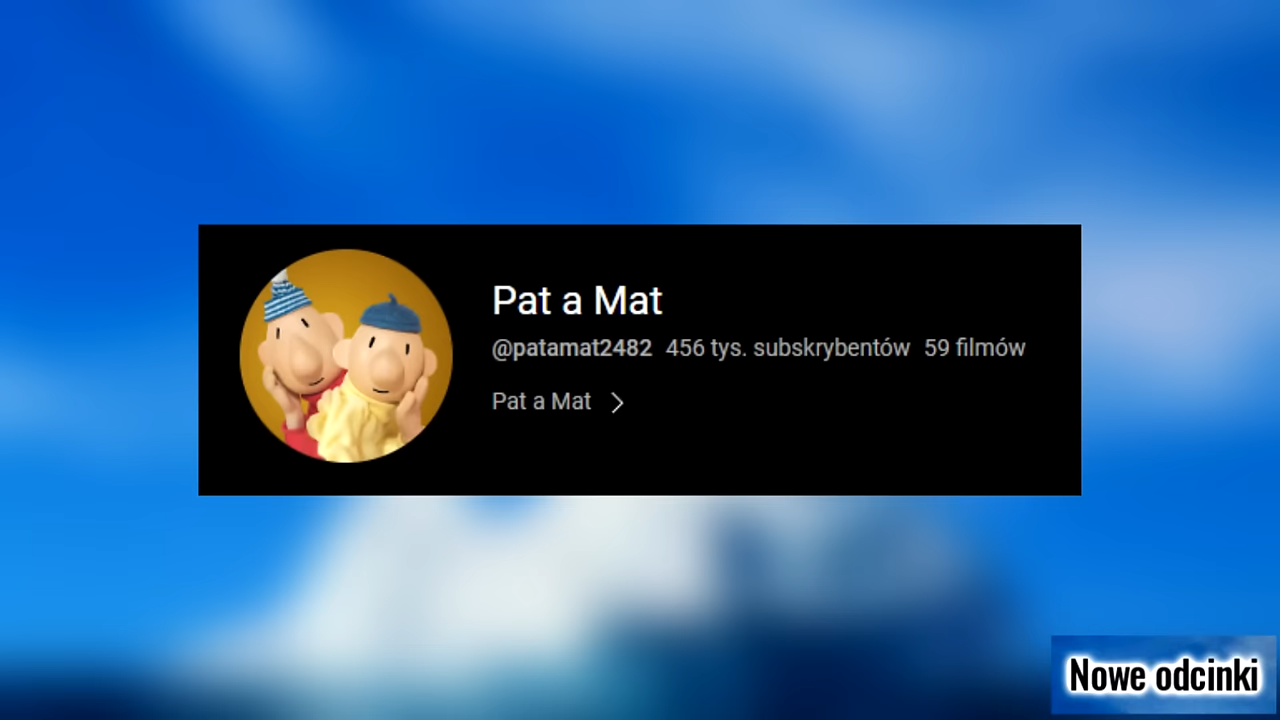 Pat a Mat
@patamat2482 456 tys. subskrybentów 59 filmów
Pat a Mat
Nowe odcinki